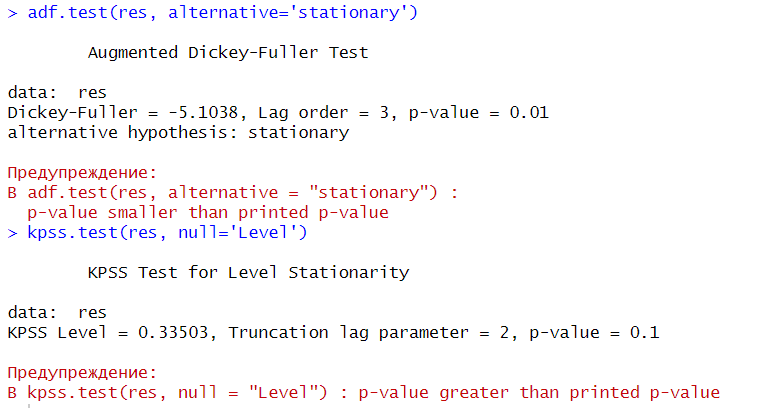 > adf.test(res, alternative='stationary')
Augmented Dickey-Fuller Test
data:  res
Dickey-Fuller = -5.1038, Lag order = 3, p-value = 0.01
alternative hypothesis: stationary
Предупреждение:
В adf.test(res, alternative = "stationary") :
p-value smaller than printed p-value
> kpss.test(res, null='Level')
KPSS Test for Level Stationarity
data:  res
KPSS Level = 0.33503, Truncation lag parameter = 2, p-value = 0.1
Предупреждение:
В kpss.test(res, null = "Level") : p-value greater than printed p-value